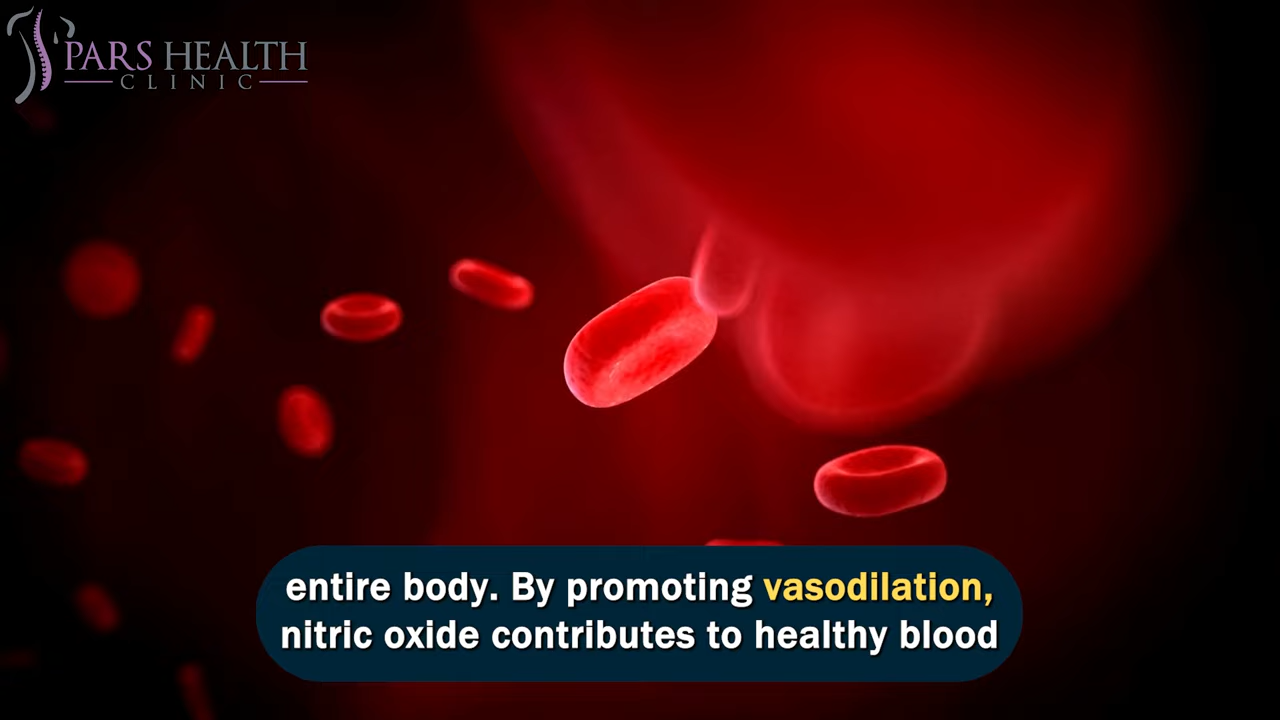 PARS HEALTH
CLINIC
entire body. By promoting vasodilation,
nitric oxide contributes to healthy blood